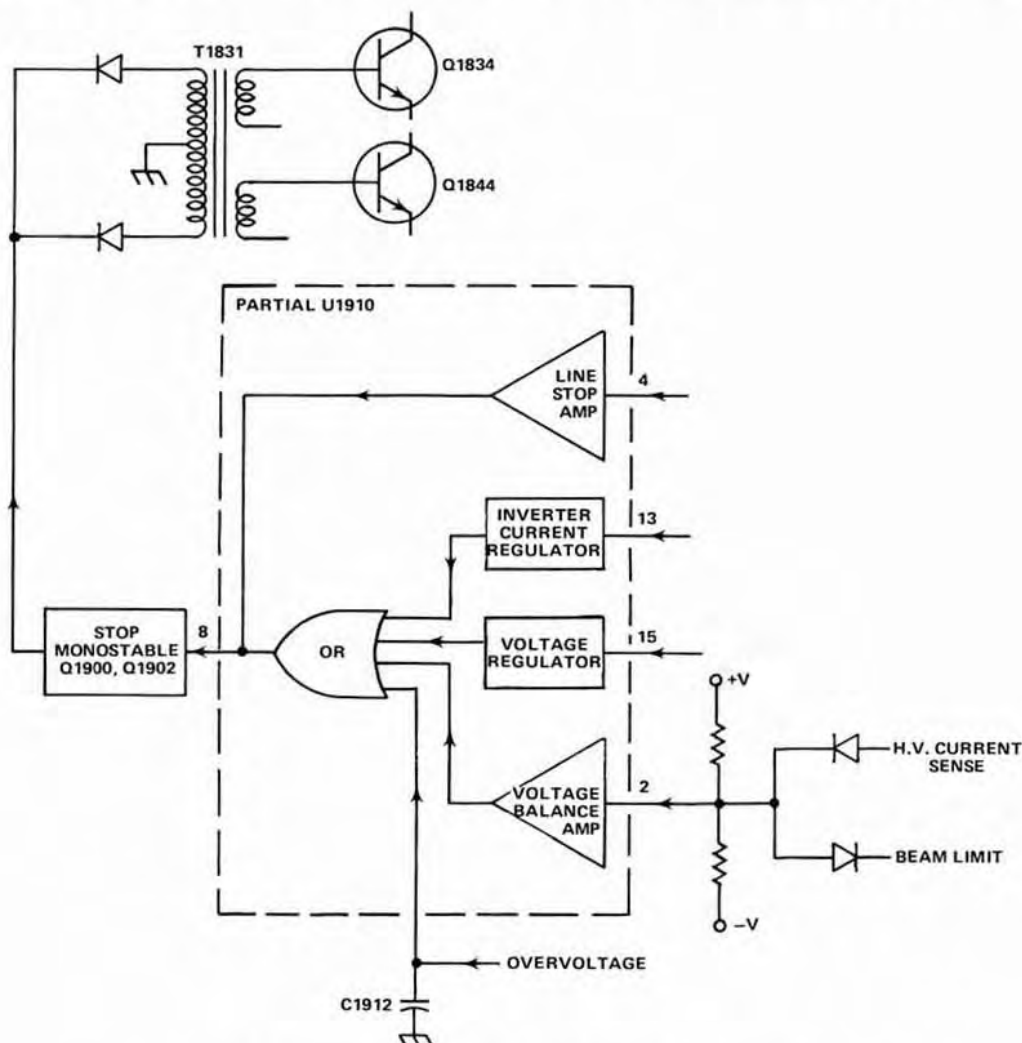 T1831
Q1834
Q1844
PARTIAL U1910
LINE
STOP
AMP
4
INVERTER
CURRENT
REGULATOR
13
STOP
MONOSTABLE
Q1900, Q1902
8
OR
VOLTAGE
REGULATOR
15
+V
H.V. CURRENT
SENSE
VOLTAGE
BALANCE
AMP
2
BEAM LIMIT
−V
OVERVOLTAGE
C1912